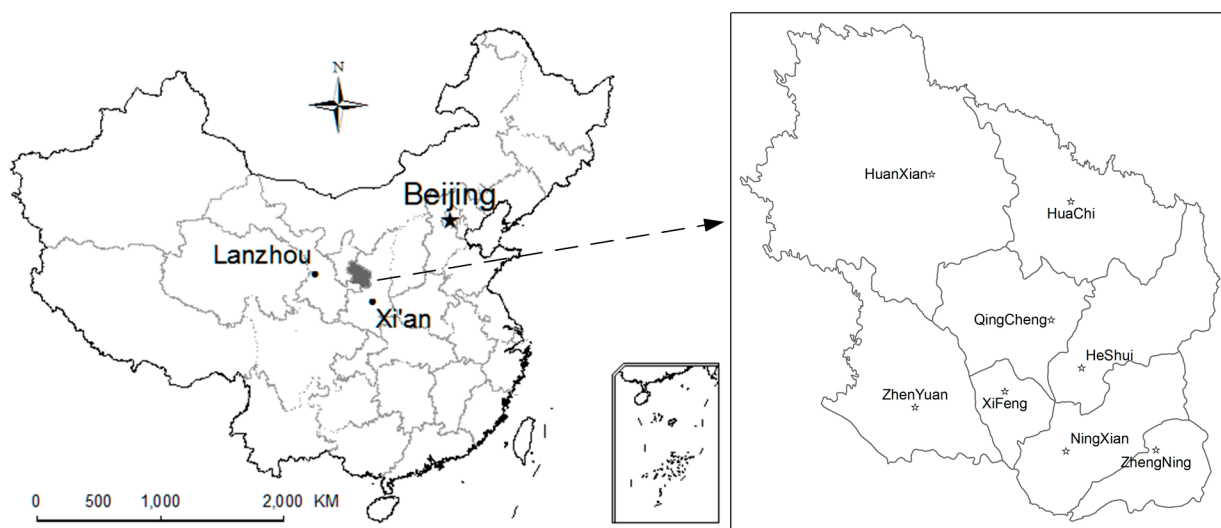 N
Beijing
Lanzhou
Xi'an
0 500 1,000 2,000 KM
HuanXian
HuaChi
QingCheng
HeShui
ZhenYuan
XiFeng
NingXian
ZhengNing